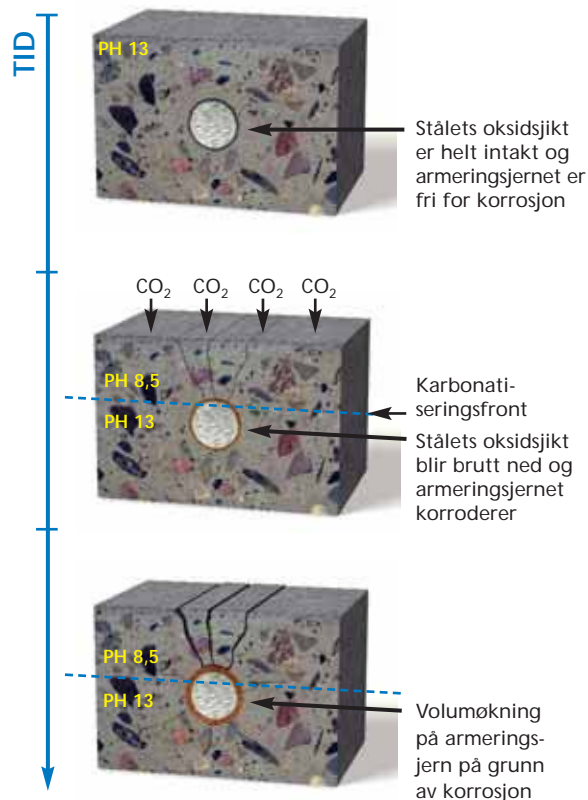 TID
PH 13
Stålets oksidsjikt
er helt intakt og
armeringsjernet er
fri for korrosjon
CO₂ CO₂ CO₂ CO₂
PH 8,5
PH 13
Karbonati-
seringsfront
Stålets oksidsjikt
blir brutt ned og
armeringsjernet
korroderer
PH 8,5
PH 13
Volumøkning
på armerings-
jern på grunn
av korrosjon